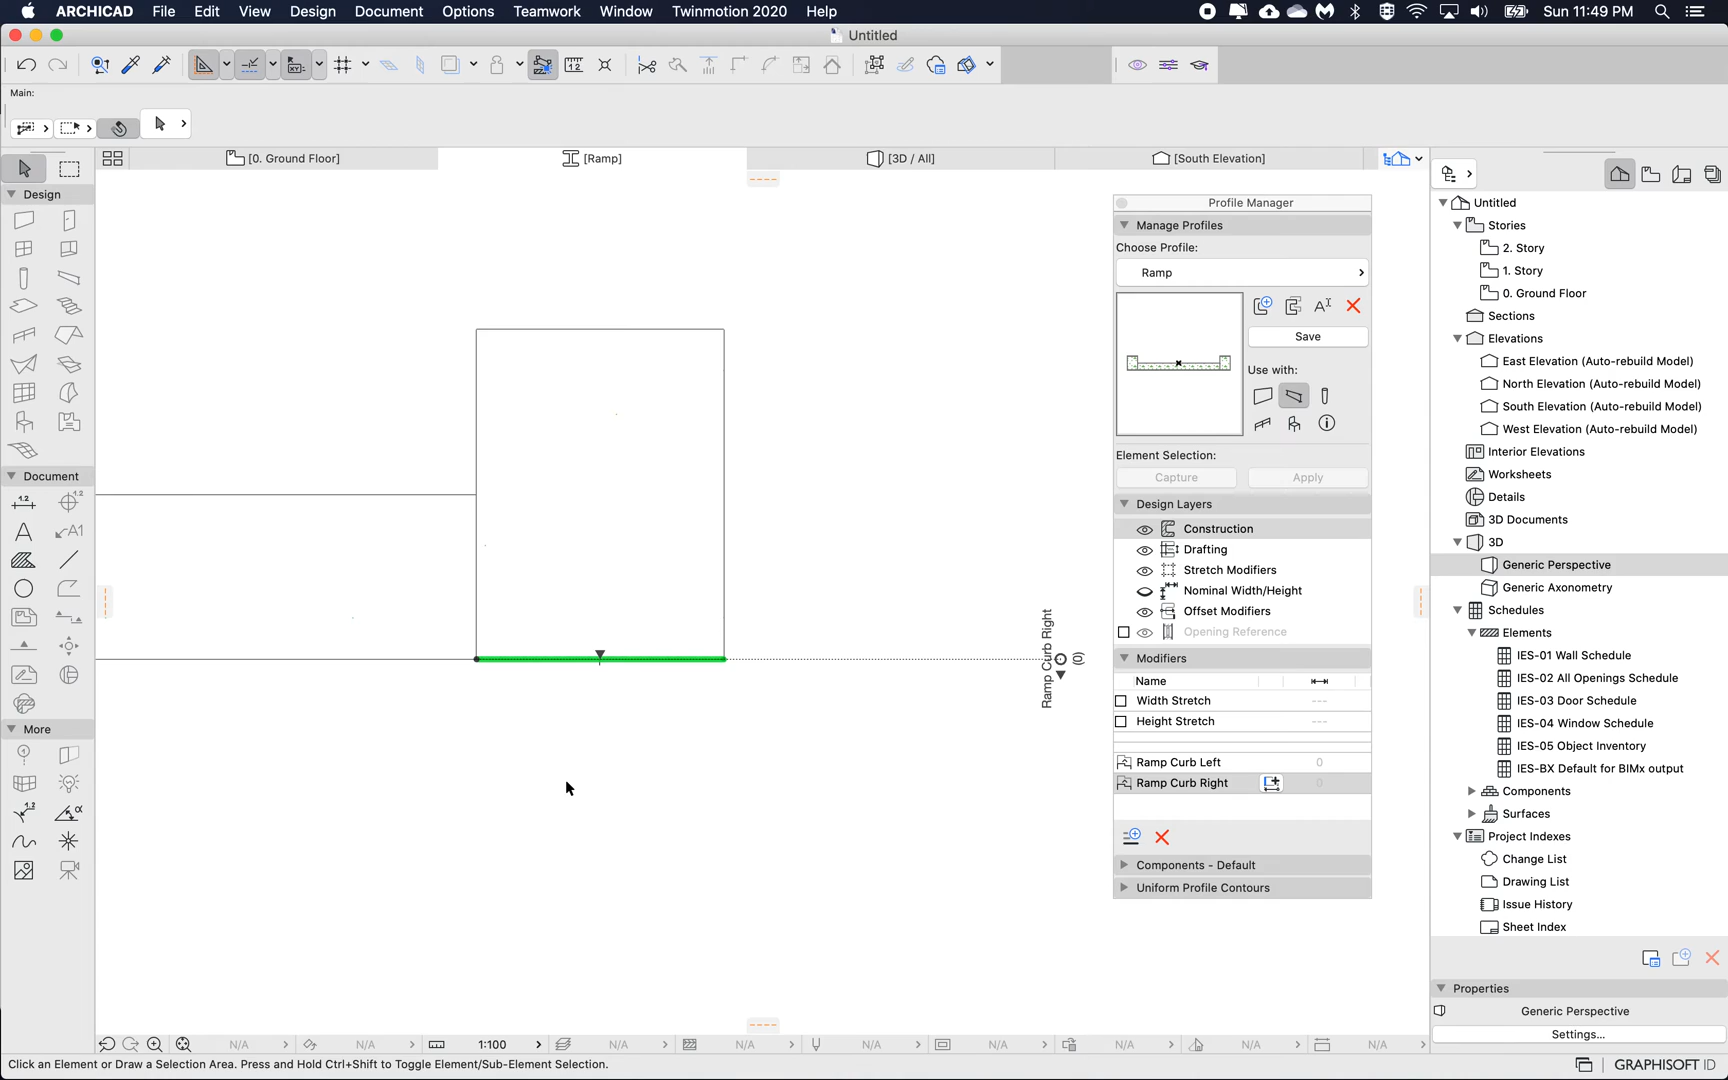 ARCHICAD File Edit View Design Document Options Teamwork Window Twinmotion 2020 Help Sun 11:49 PM
Untitled
Main:
[0. Ground Floor] [Ramp] [3D / All] [South Elevation]
Design
Document
More
Ramp Curb Right
(0)
Profile Manager
Manage Profiles
Choose Profile:
Ramp
Save
Use with:
Element Selection:
Capture Apply
Design Layers
Construction
Drafting
Stretch Modifiers
Nominal Width/Height
Offset Modifiers
Opening Reference
Modifiers
Name
Width Stretch ---
Height Stretch ---
Ramp Curb Left 0
Ramp Curb Right 0
Components - Default
Uniform Profile Contours
Untitled
Stories
2. Story
1. Story
0. Ground Floor
Sections
Elevations
East Elevation (Auto-rebuild Model)
North Elevation (Auto-rebuild Model)
South Elevation (Auto-rebuild Model)
West Elevation (Auto-rebuild Model)
Interior Elevations
Worksheets
Details
3D Documents
3D
Generic Perspective
Generic Axonometry
Schedules
Elements
IES-01 Wall Schedule
IES-02 All Openings Schedule
IES-03 Door Schedule
IES-04 Window Schedule
IES-05 Object Inventory
IES-BX Default for BIMx output
Components
Surfaces
Project Indexes
Change List
Drawing List
Issue History
Sheet Index
Properties
Generic Perspective
Settings...
N/A N/A 1:100 N/A N/A N/A N/A N/A N/A N/A
Click an Element or Draw a Selection Area. Press and Hold Ctrl+Shift to Toggle Element/Sub-Element Selection.
GRAPHISOFT ID